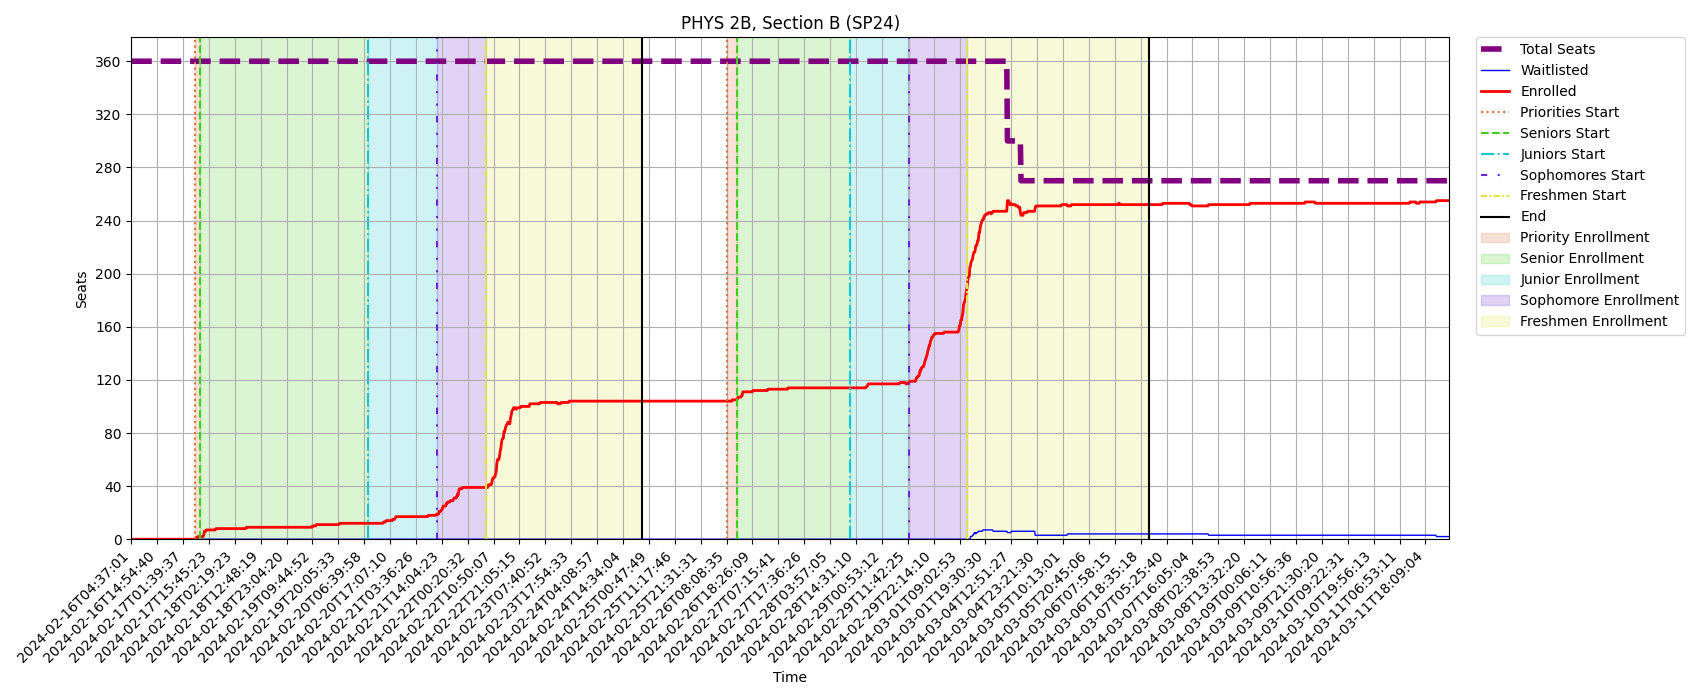 PHYS 2B, Section B (SP24)
Seats
360
320
280
240
200
160
120
80
40
0
2024-02-16T04:37:01
2024-02-16T14:54:40
2024-02-17T01:39:37
2024-02-17T15:45:23
2024-02-18T02:19:23
2024-02-18T12:48:19
2024-02-18T23:04:20
2024-02-19T09:44:52
2024-02-19T20:05:33
2024-02-20T06:39:58
2024-02-20T17:07:10
2024-02-21T03:36:26
2024-02-21T14:04:23
2024-02-22T00:20:32
2024-02-22T10:50:07
2024-02-22T21:05:15
2024-02-23T07:40:52
2024-02-23T17:54:33
2024-02-24T04:08:57
2024-02-24T14:34:04
2024-02-25T00:47:49
2024-02-25T11:17:46
2024-02-25T21:31:31
2024-02-26T08:08:35
2024-02-26T18:26:09
2024-02-27T07:15:41
2024-02-27T17:36:26
2024-02-28T03:57:05
2024-02-28T14:31:10
2024-02-29T00:53:12
2024-02-29T11:42:25
2024-02-29T22:14:10
2024-03-01T09:02:53
2024-03-01T19:30:30
2024-03-04T12:51:27
2024-03-04T23:21:30
2024-03-05T10:13:01
2024-03-05T20:45:06
2024-03-06T07:58:15
2024-03-06T18:35:18
2024-03-07T05:25:40
2024-03-07T16:05:04
2024-03-08T02:38:53
2024-03-08T13:32:20
2024-03-09T00:06:11
2024-03-09T10:56:36
2024-03-09T21:30:20
2024-03-10T09:22:31
2024-03-10T19:56:13
2024-03-11T06:53:11
2024-03-11T18:09:04
Time
Total Seats
Waitlisted
Enrolled
Priorities Start
Seniors Start
Juniors Start
Sophomores Start
Freshmen Start
End
Priority Enrollment
Senior Enrollment
Junior Enrollment
Sophomore Enrollment
Freshmen Enrollment